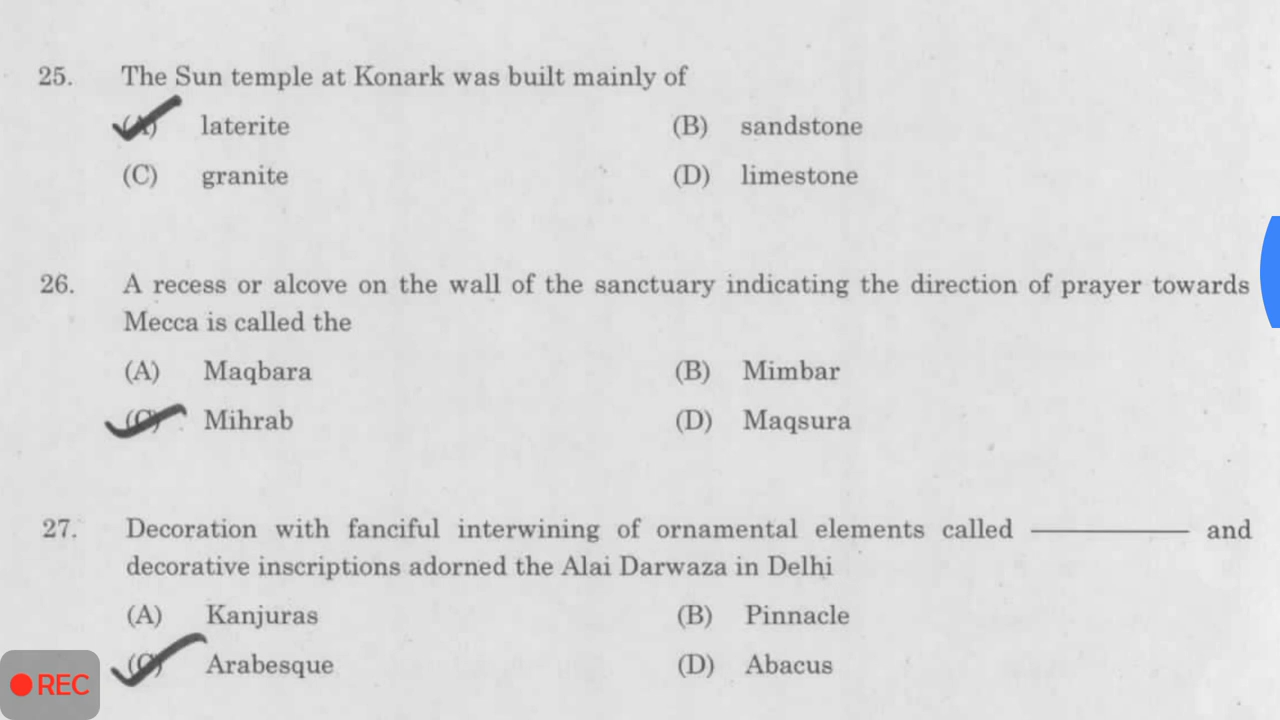 25. The Sun temple at Konark was built mainly of
(A) laterite (B) sandstone
(C) granite (D) limestone
26. A recess or alcove on the wall of the sanctuary indicating the direction of prayer towards
Mecca is called the
(A) Maqbara (B) Mimbar
(C) Mihrab (D) Maqsura
27. Decoration with fanciful interwining of ornamental elements called ———— and
decorative inscriptions adorned the Alai Darwaza in Delhi
(A) Kanjuras (B) Pinnacle
(C) Arabesque (D) Abacus
REC